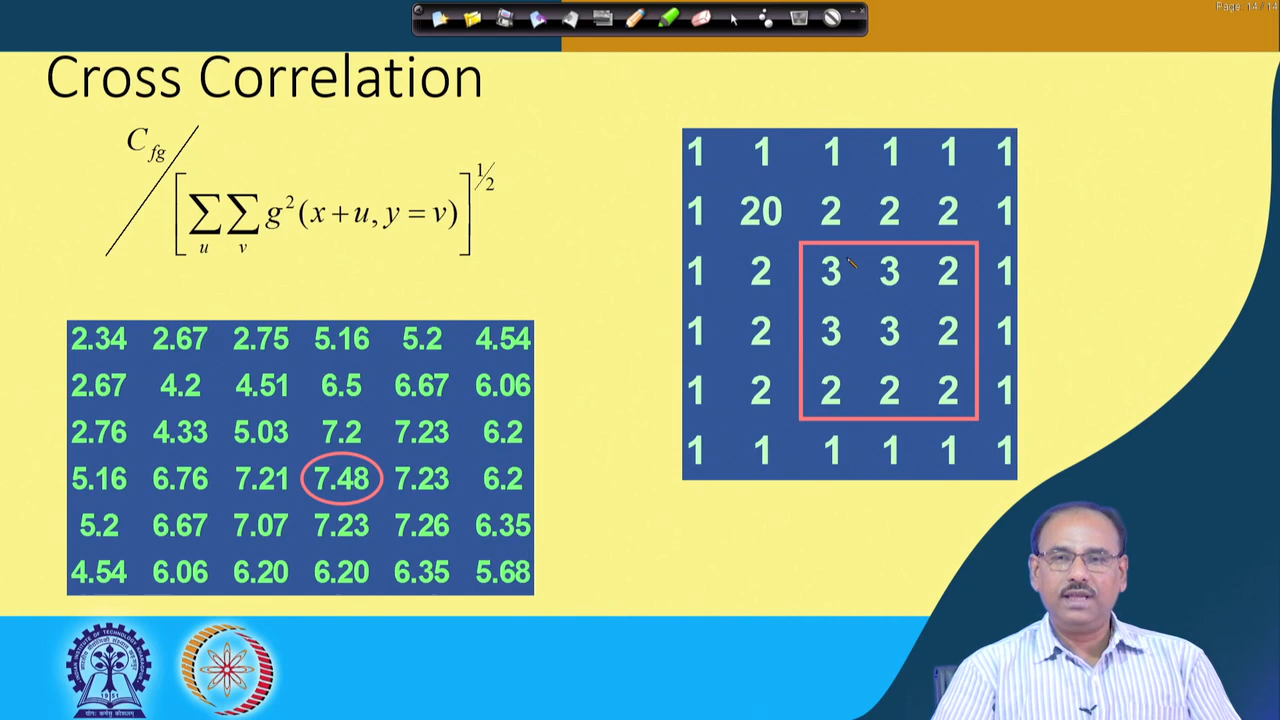 Page 14/14
Cross Correlation
C_fg / [∑_u ∑_v g²(x+u, y=v)]^1/2
1 1 1 1 1 1
1 20 2 2 2 1
1 2 3 3 2 1
1 2 3 3 2 1
1 2 2 2 2 1
1 1 1 1 1 1
2.34 2.67 2.75 5.16 5.2 4.54
2.67 4.2 4.51 6.5 6.67 6.06
2.76 4.33 5.03 7.2 7.23 6.2
5.16 6.76 7.21 7.48 7.23 6.2
5.2 6.67 7.07 7.23 7.26 6.35
4.54 6.06 6.20 6.20 6.35 5.68
1951